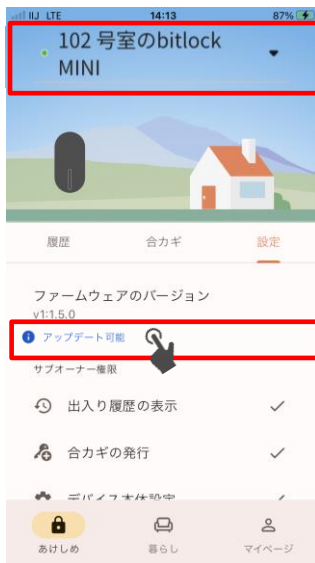 IIJ LTE 14:13 87%
102 号室のbitlock
MINI
履歴 合カギ 設定
ファームウェアのバージョン
v1:1.5.0
アップデート可能
サブオーナー権限
出入り履歴の表示
合カギの発行
デバイス本体設定
あけしめ 暮らし マイページ